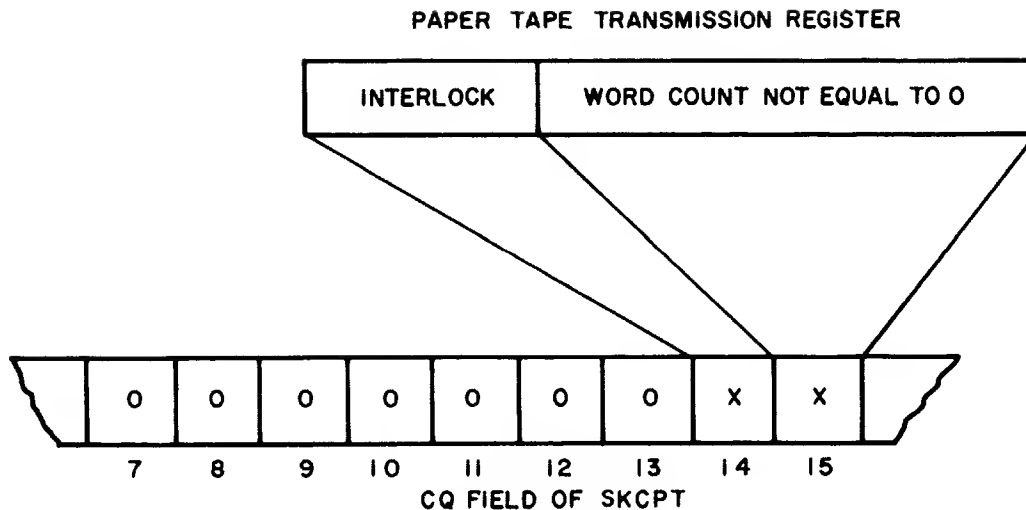 PAPER TAPE TRANSMISSION REGISTER
INTERLOCK WORD COUNT NOT EQUAL TO 0
0 0 0 0 0 0 0 X X
7 8 9 10 11 12 13 14 15
CQ FIELD OF SKCPT